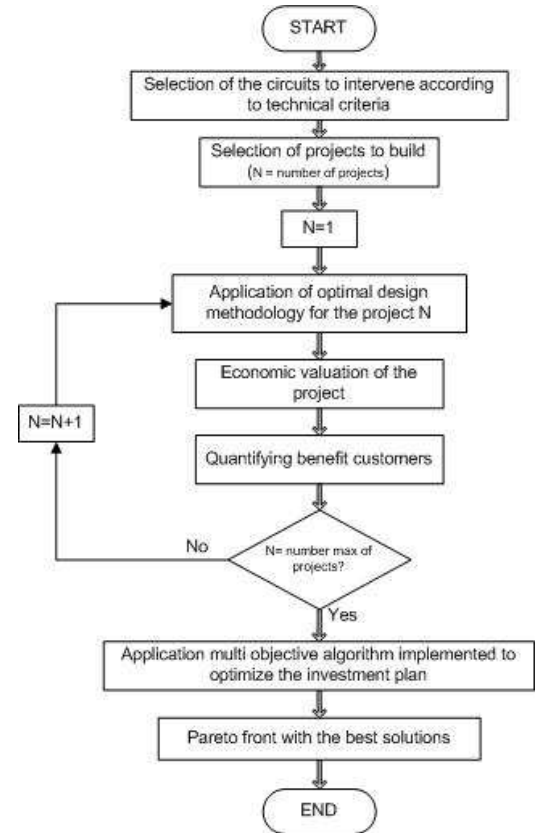 START
Selection of the circuits to intervene according
to technical criteria
Selection of projects to build
(N = number of projects)
N=1
Application of optimal design
methodology for the project N
Economic valuation of the
project
N=N+1
Quantifying benefit customers
No
N= number max of
projects?
Yes
Application multi objective algorithm implemented to
optimize the investment plan
Pareto front with the best solutions
END